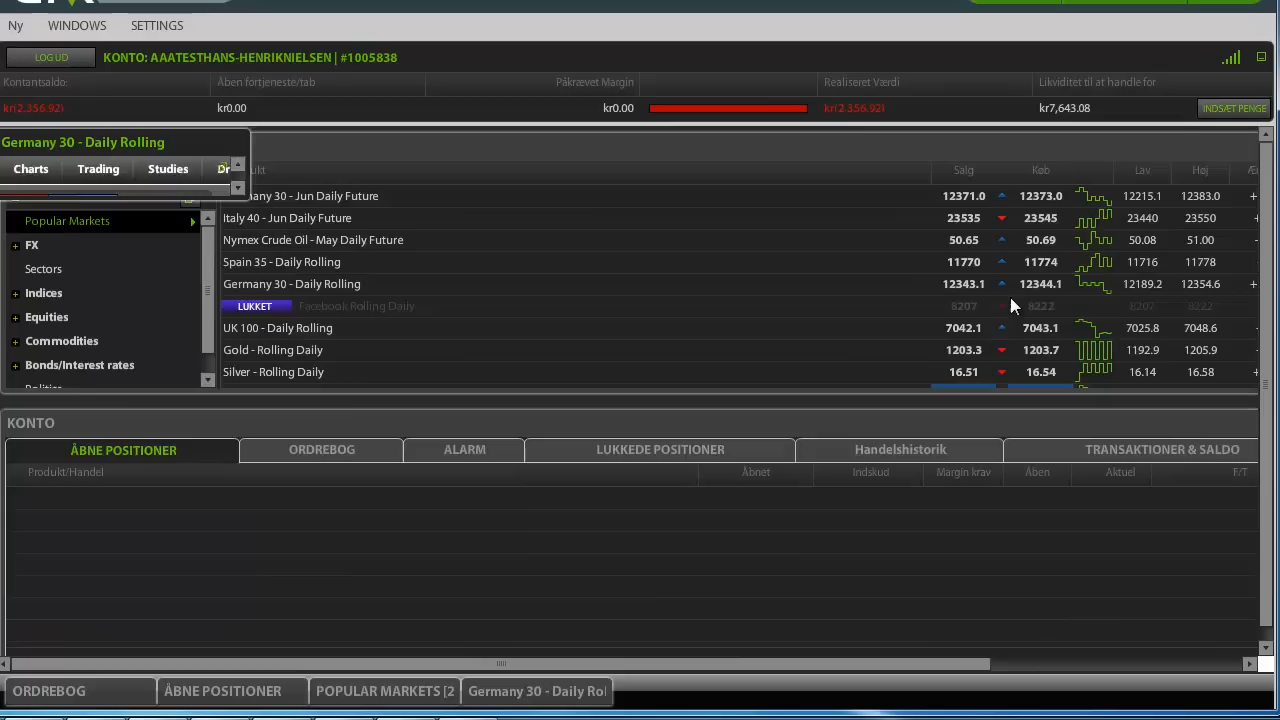 Ny WINDOWS SETTINGS
LOG UD KONTO: AAATESTHANS-HENRIKNIELSEN | #1005838
Kontantsaldo: Åben fortjeneste/tab Påkrævet Margin Realiseret Værdi Likviditet til at handle for
kr(2.356.92) kr0.00 kr0.00 kr(2.356.92) kr7,643.08 INDSÆT PENGE
Germany 30 - Daily Rolling
Charts Trading Studies Dr
ukt Salg Køb Lav Høj
any 30 - Jun Daily Future 12371.0 12373.0 12215.1 12383.0 +
Italy 40 - Jun Daily Future 23535 23545 23440 23550
Nymex Crude Oil - May Daily Future 50.65 50.69 50.08 51.00
Spain 35 - Daily Rolling 11770 11774 11716 11778
Germany 30 - Daily Rolling 12343.1 12344.1 12189.2 12354.6 +
LUKKET Facebook Rolling Daily 8207 8222 8207 8222
UK 100 - Daily Rolling 7042.1 7043.1 7025.8 7048.6
Gold - Rolling Daily 1203.3 1203.7 1192.9 1205.9
Silver - Rolling Daily 16.51 16.54 16.14 16.58
Popular Markets
FX
Sectors
Indices
Equities
Commodities
Bonds/Interest rates
KONTO
ÅBNE POSITIONER ORDREBOG ALARM LUKKEDE POSITIONER Handelshistorik TRANSAKTIONER & SALDO
Produkt/Handel Åbnet Indskud Margin krav Åben Aktuel F/T
ORDREBOG ÅBNE POSITIONER POPULAR MARKETS [2 Germany 30 - Daily Rol